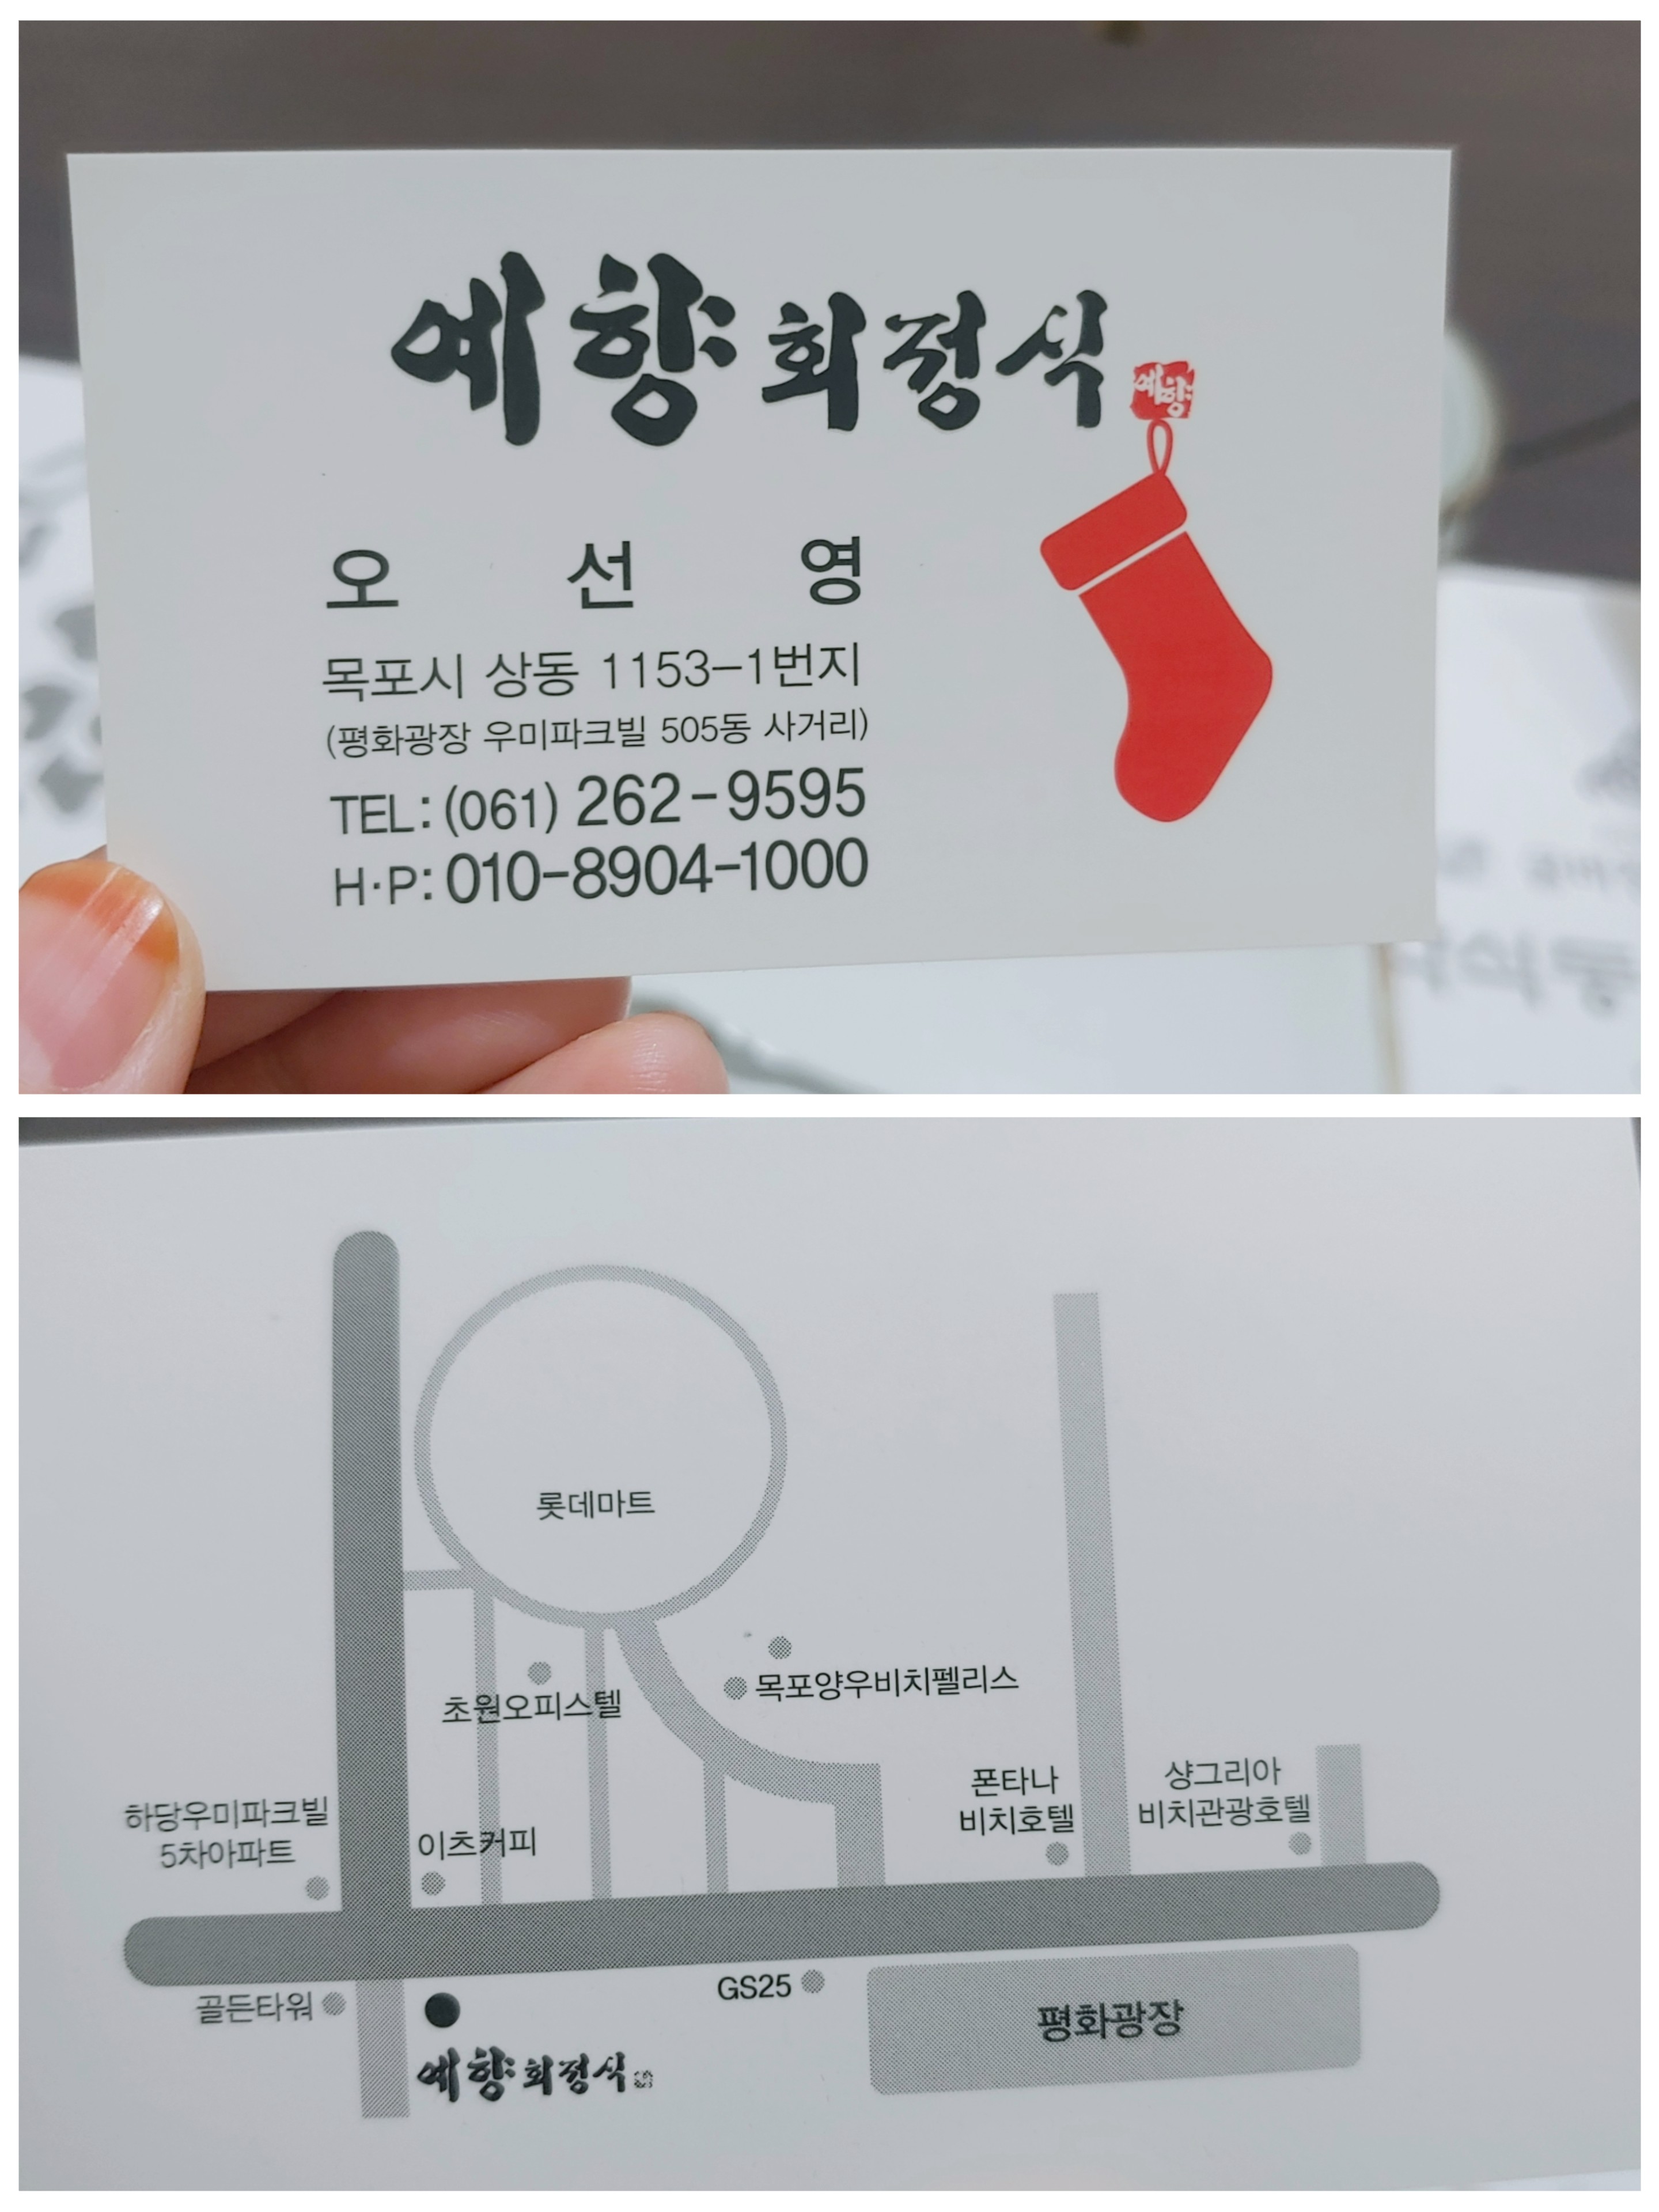 예향회정식
예향
오 선 영
목포시 상동 1153-1번지
(평화광장 우미파크빌 505동 사거리)
TEL: (061) 262-9595
H·P: 010-8904-1000
롯데마트
초원오피스텔
목포양우비치펠리스
폰타나
비치호텔
샹그리아
비치관광호텔
하당우미파크빌
5차아파트
이츠커피
골든타워
GS25
평화광장
예향회정식